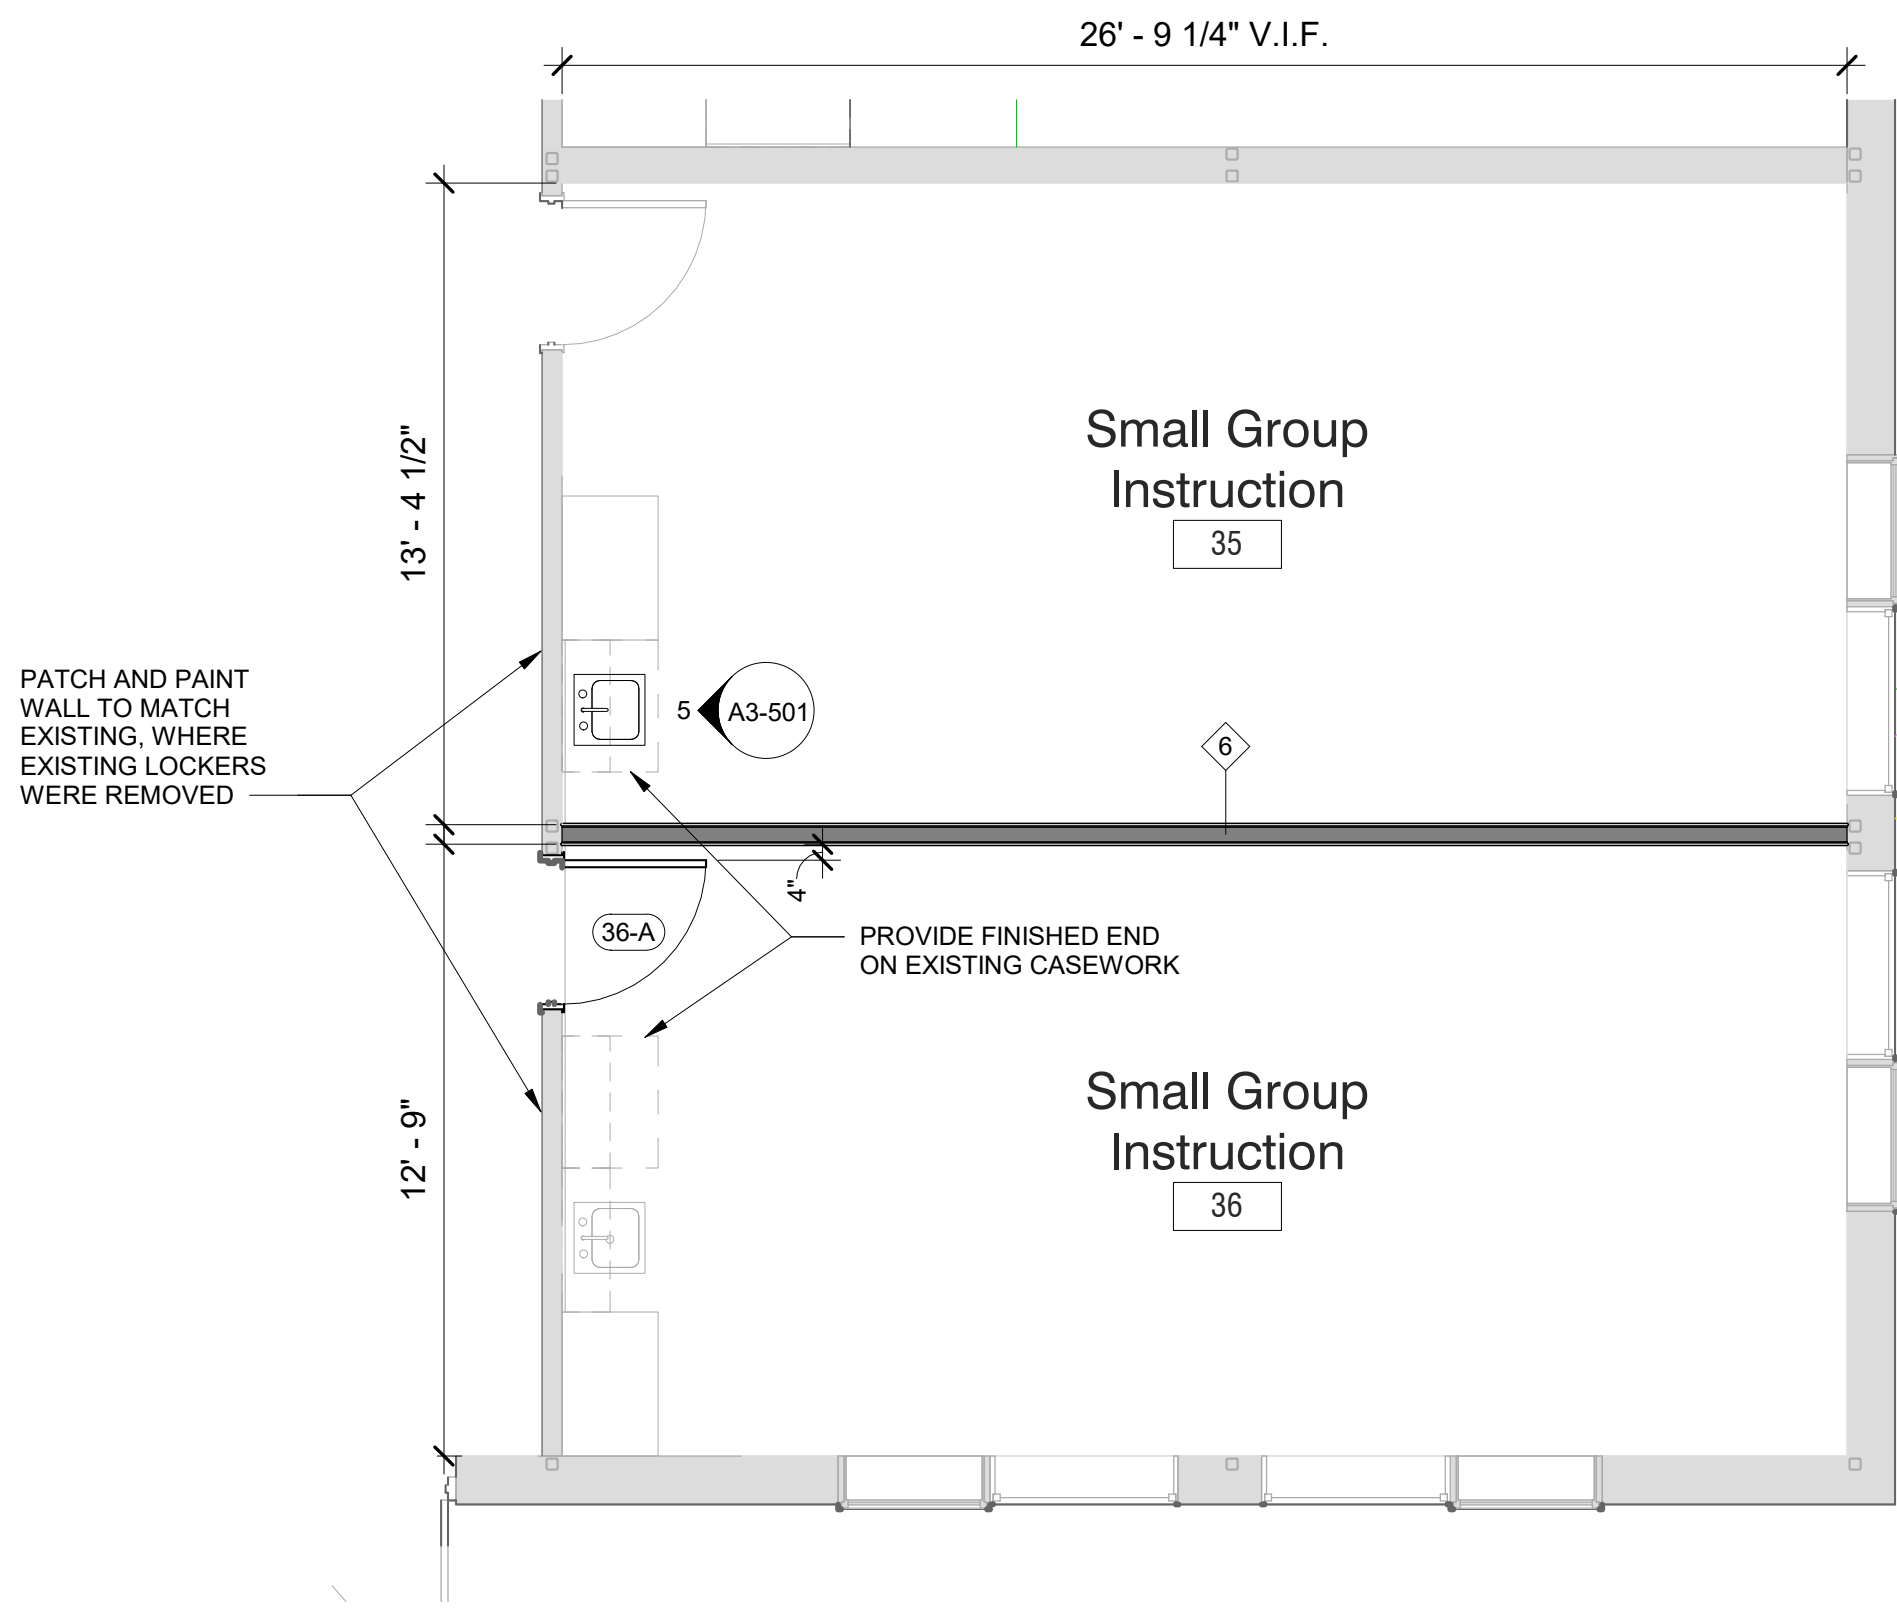 26' - 9 1/4" V.I.F.
13' - 4 1/2"
Small Group
Instruction
35
PATCH AND PAINT
WALL TO MATCH
EXISTING, WHERE
EXISTING LOCKERS
WERE REMOVED
5
A3-501
6
4"
36-A
PROVIDE FINISHED END
ON EXISTING CASEWORK
12' - 9"
Small Group
Instruction
36